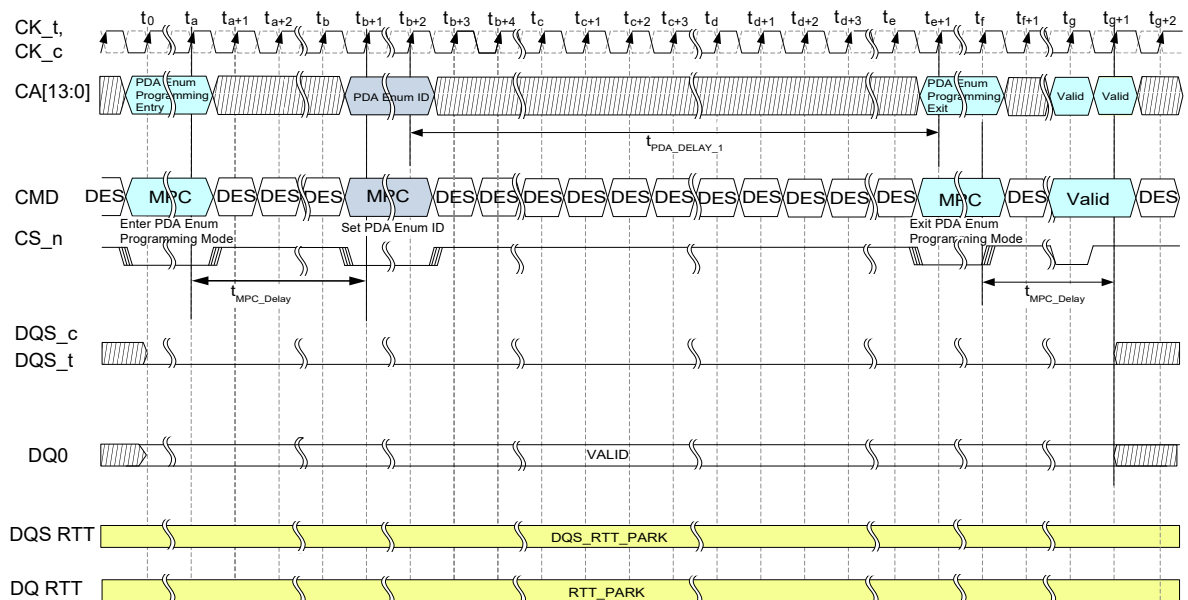 t0 ta ta+1 ta+2 tb tb+1 tb+2 tb+3 tb+4 tc tc+1 tc+2 tc+3 td td+1 td+2 td+3 te te+1 tf tf+1 tg tg+1 tg+2
CK_t,
CK_c
CA[13:0]
PDA Enum
Programming
Entry
PDA Enum ID
PDA Enum
Programming
Exit
Valid Valid
tPDA_DELAY_1
CMD DES MPC DES DES DES MPC DES DES DES DES DES DES DES DES DES DES DES MPC DES Valid DES
Enter PDA Enum
Programming Mode
Set PDA Enum ID
Exit PDA Enum
Programming Mode
CS_n
tMPC_Delay tMPC_Delay
DQS_c
DQS_t
DQ0 VALID
DQS RTT DQS_RTT_PARK
DQ RTT RTT_PARK